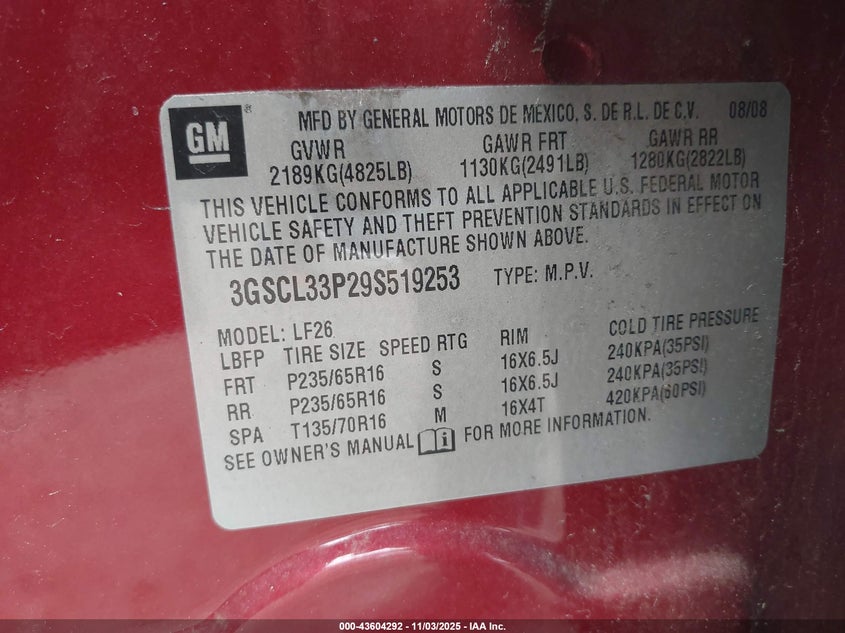 GM
MFD BY GENERAL MOTORS DE MEXICO, S. DE R.L. DE C.V. 08/08
GVWR GAWR FRT GAWR RR
2189KG(4825LB) 1130KG(2491LB) 1280KG(2822LB)
THIS VEHICLE CONFORMS TO ALL APPLICABLE U.S. FEDERAL MOTOR
VEHICLE SAFETY AND THEFT PREVENTION STANDARDS IN EFFECT ON
THE DATE OF MANUFACTURE SHOWN ABOVE.
3GSCL33P29S519253 TYPE: M.P.V.
MODEL: LF26
LBFP TIRE SIZE SPEED RTG RIM COLD TIRE PRESSURE
FRT P235/65R16 S 16X6.5J 240KPA(35PSI)
RR P235/65R16 S 16X6.5J 240KPA(35PSI)
SPA T135/70R16 M 16X4T 420KPA(60PSI)
SEE OWNER'S MANUAL FOR MORE INFORMATION.
000-43604292 - 11/03/2025 - IAA Inc.